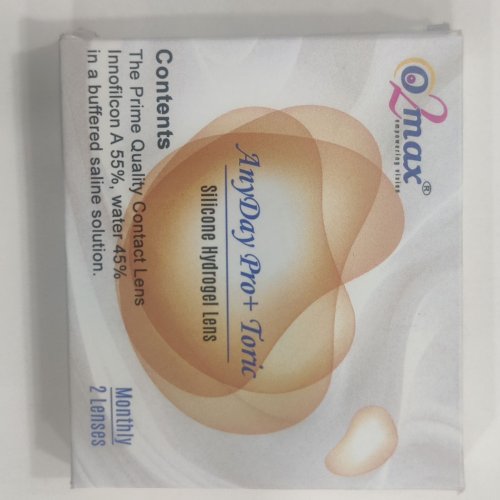 O2max®
empowering vision
AnyDay Pro+ Toric
Silicone Hydrogel Lens
Contents
The Prime Quality Contact Lens
Innofilcon A 55%, water 45%
in a buffered saline solution.
Monthly
2 Lenses